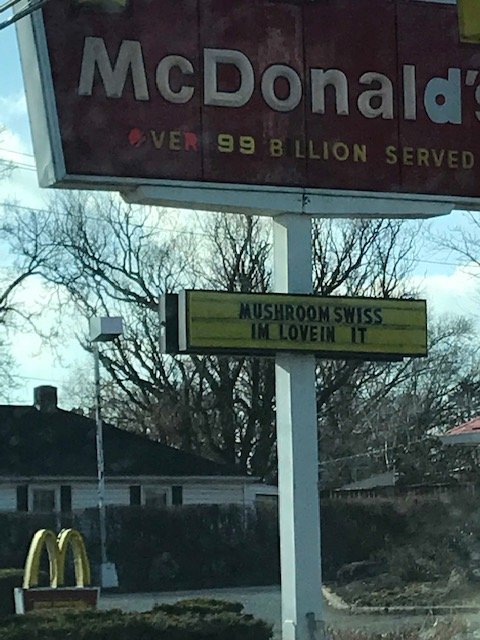 McDonald's
OVER 99 BILLION SERVED
MUSHROOM SWISS
IM LOVEIN IT